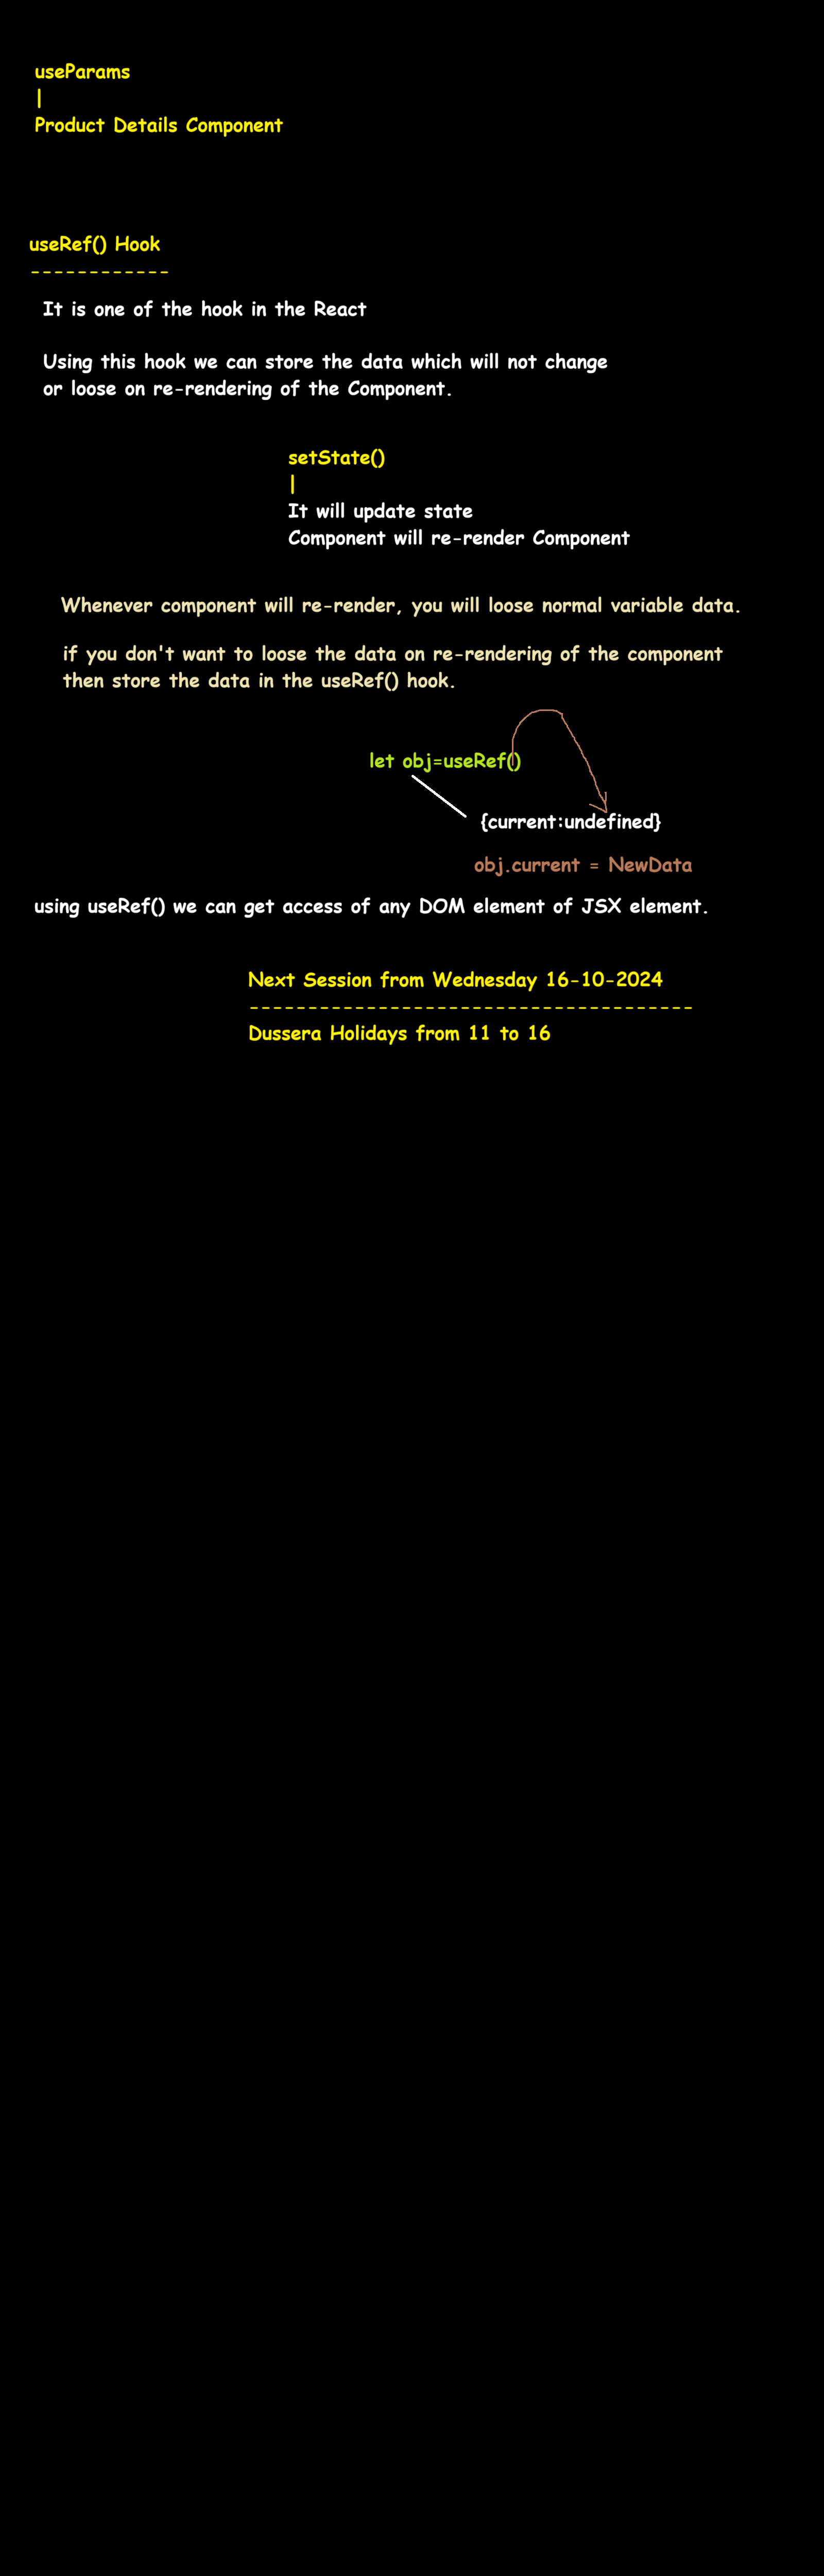 useParams
|
Product Details Component
useRef() Hook
------------
It is one of the hook in the React
Using this hook we can store the data which will not change
or loose on re-rendering of the Component.
setState()
|
It will update state
Component will re-render Component
Whenever component will re-render, you will loose normal variable data.
if you don't want to loose the data on re-rendering of the component
then store the data in the useRef() hook.
let obj=useRef()
{current:undefined}
obj.current = NewData
using useRef() we can get access of any DOM element of JSX element.
Next Session from Wednesday 16-10-2024
--------------------------------------
Dussera Holidays from 11 to 16